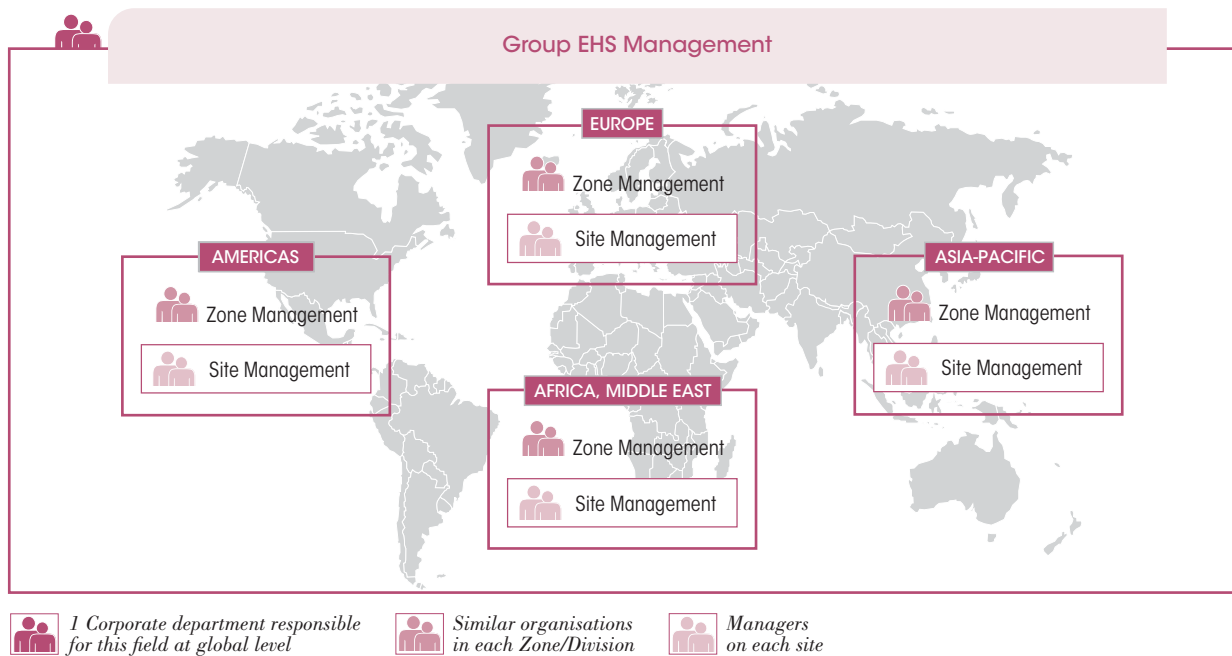 Group EHS Management
EUROPE
Zone Management
Site Management
AMERICAS
Zone Management
Site Management
ASIA-PACIFIC
Zone Management
Site Management
AFRICA, MIDDLE EAST
Zone Management
Site Management
1 Corporate department responsible
for this field at global level
Similar organisations
in each Zone/Division
Managers
on each site